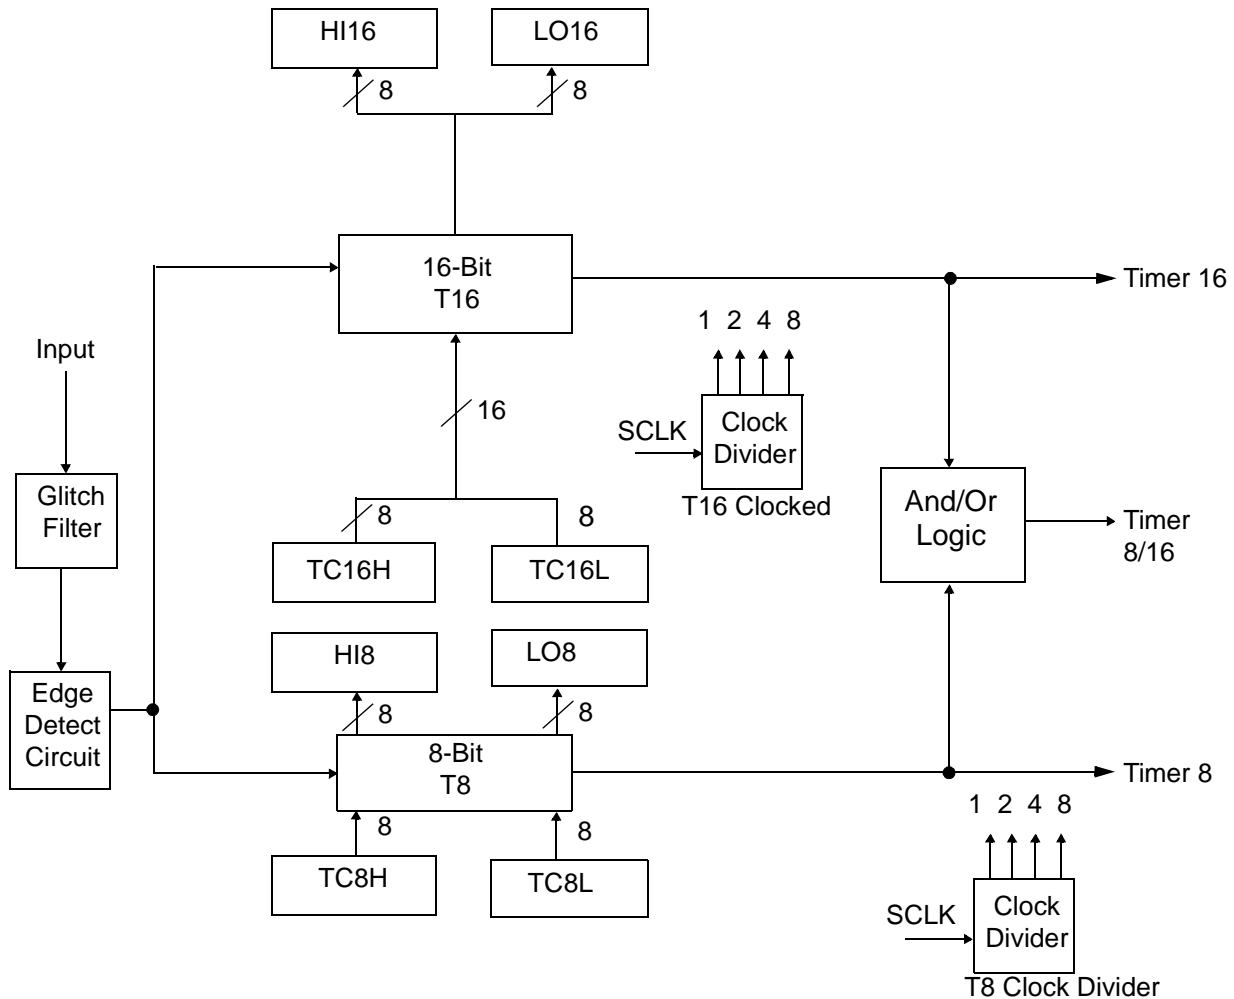 HI16
LO16
8
8
16-Bit
T16
Timer 16
1 2 4 8
Input
16
SCLK
Clock
Divider
T16 Clocked
Glitch
Filter
And/Or
Logic
8
8
Timer
8/16
TC16H
TC16L
HI8
LO8
Edge
Detect
Circuit
8
8
8-Bit
T8
Timer 8
1 2 4 8
8
8
TC8H
TC8L
SCLK
Clock
Divider
T8 Clock Divider